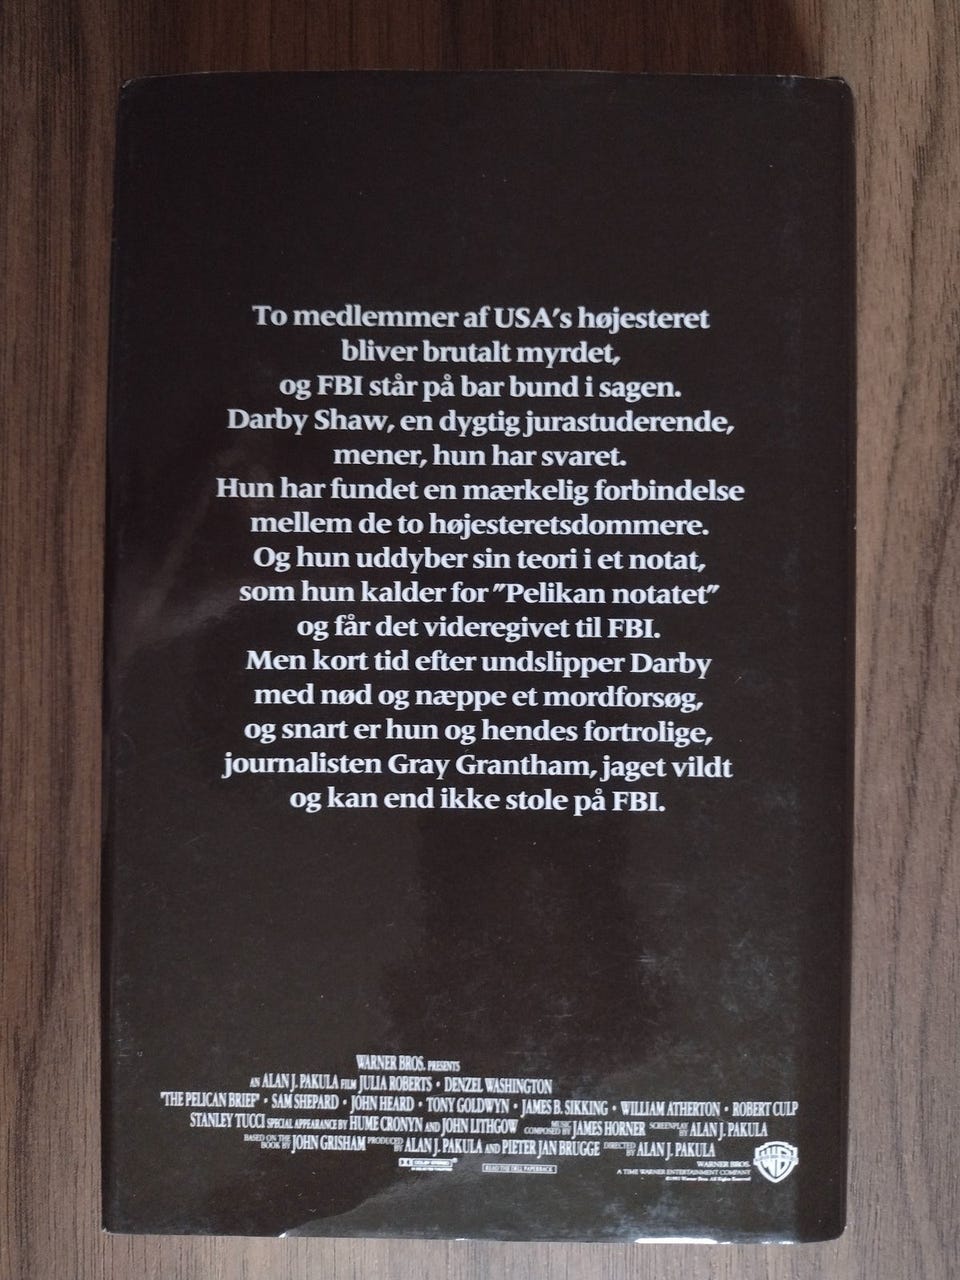 To medlemmer af USA's højesteret
bliver brutalt myrdet,
og FBI står på bar bund i sagen.
Darby Shaw, en dygtig jurastuderende,
mener, hun har svaret.
Hun har fundet en mærkelig forbindelse
mellem de to højesteretsdommere.
Og hun uddyber sin teori i et notat,
som hun kalder for "Pelikan notatet"
og får det videregivet til FBI.
Men kort tid efter undslipper Darby
med nød og næppe et mordforsøg,
og snart er hun og hendes fortrolige,
journalisten Gray Grantham, jaget vildt
og kan end ikke stole på FBI.
WARNER BROS. PRESENTS
AN ALAN J. PAKULA FILM JULIA ROBERTS • DENZEL WASHINGTON
"THE PELICAN BRIEF" • SAM SHEPARD • JOHN HEARD • TONY GOLDWYN • JAMES B. SIKKING • WILLIAM ATHERTON • ROBERT CULP
STANLEY TUCCI SPECIAL APPEARANCE BY HUME CRONYN AND JOHN LITHGOW MUSIC COMPOSED BY JAMES HORNER SCREENPLAY BY ALAN J. PAKULA
BASED ON THE BOOK BY JOHN GRISHAM PRODUCED BY ALAN J. PAKULA AND PIETER JAN BRUGGE DIRECTED BY ALAN J. PAKULA
DOLBY STEREO
READ THE DELL PAPERBACK
WARNER BROS.
A TIME WARNER ENTERTAINMENT COMPANY
Warner Bros. All Rights Reserved